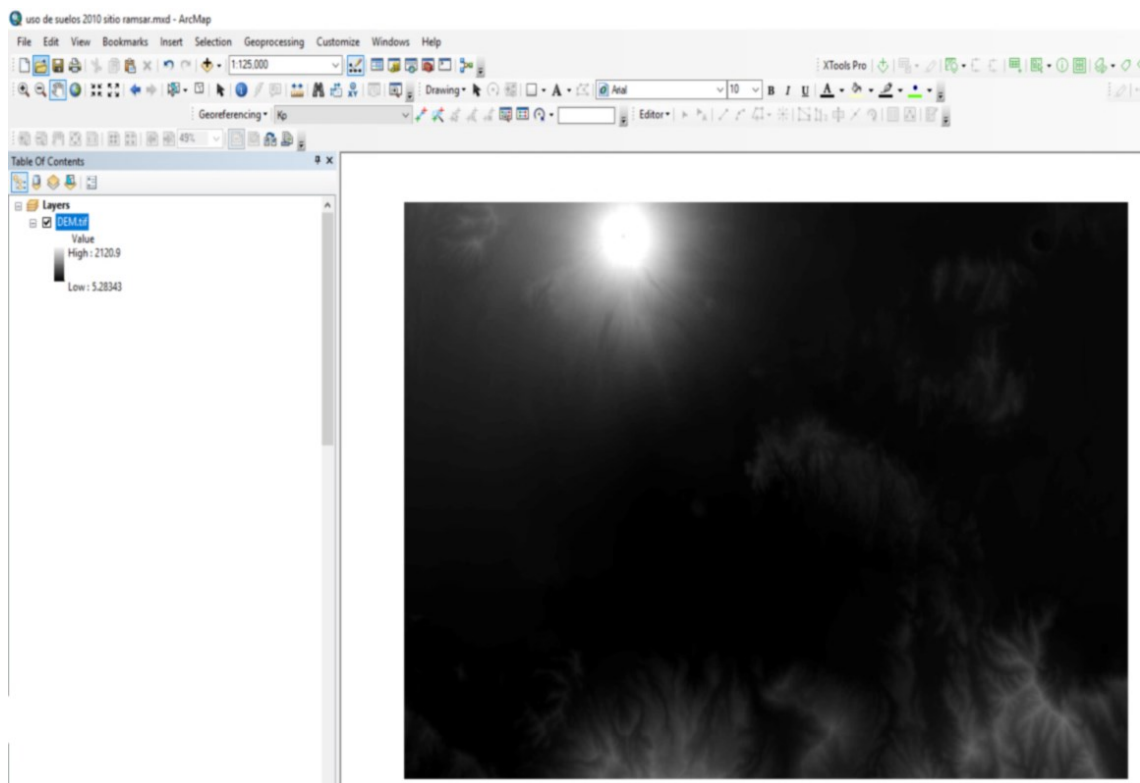 uso de suelos 2010 sitio ramsar.mxd - ArcMap
File Edit View Bookmarks Insert Selection Geoprocessing Customize Windows Help
1:125,000 XTools Pro
Drawing A Arial 10 B I U A
Georeferencing Kp Editor
49%
Table Of Contents
Layers
DEM.tif
Value
High : 2120.9
Low : 5.28343